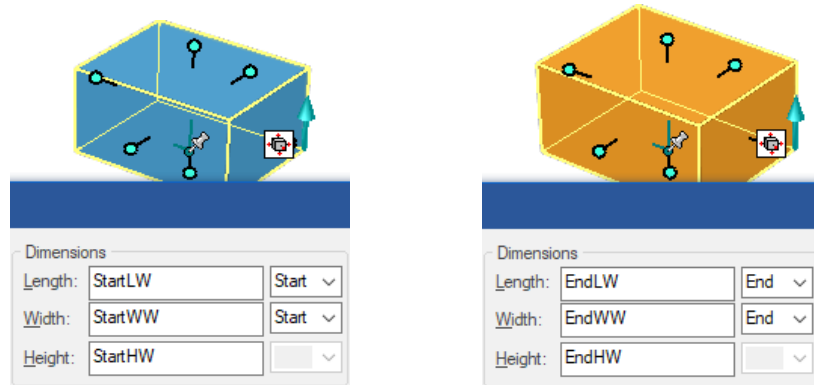 Dimensions
Length: StartLW Start
Width: StartWW Start
Height: StartHW
Dimensions
Length: EndLW End
Width: EndWW End
Height: EndHW